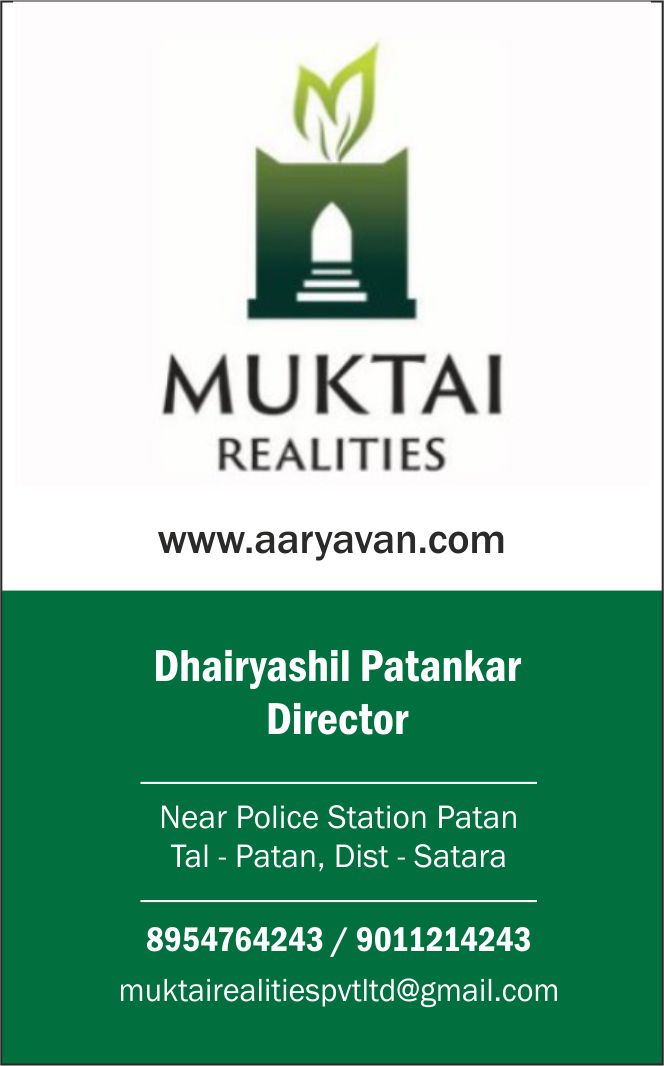 MUKTAI
REALITIES
www.aaryavan.com
Dhairyashil Patankar
Director
Near Police Station Patan
Tal - Patan, Dist - Satara
8954764243 / 9011214243
muktairealitiespvtltd@gmail.com